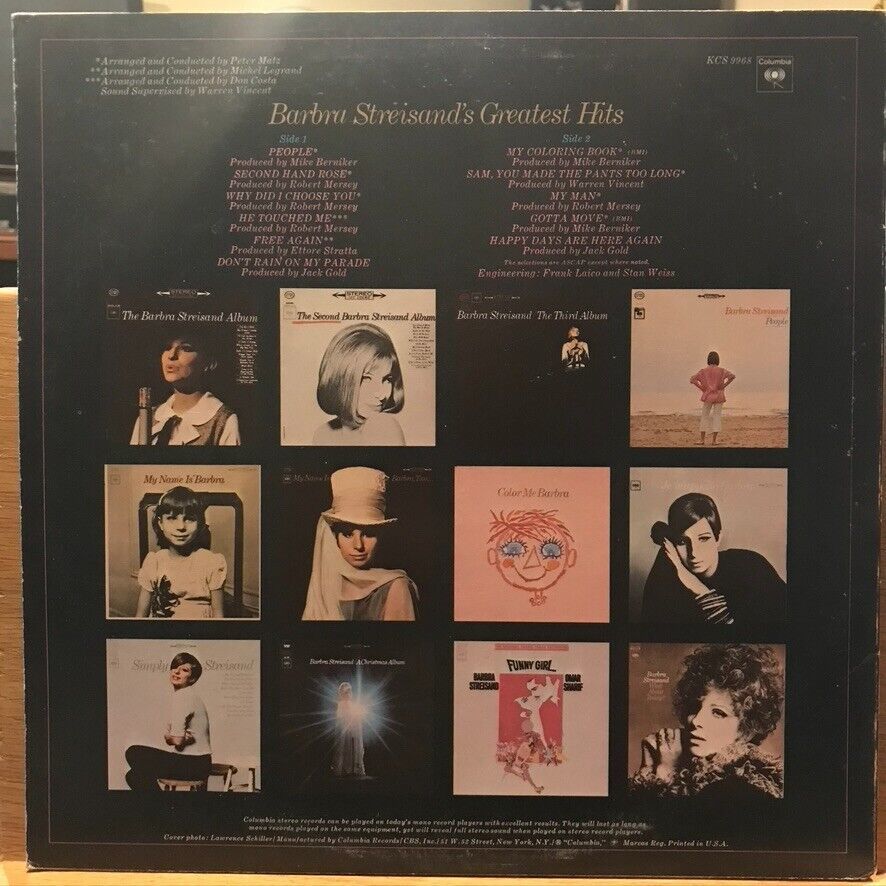 *Arranged and Conducted by Peter Matz
**Arranged and Conducted by Michel Legrand
***Arranged and Conducted by Don Costa
Sound Supervised by Warren Vincent
KCS 9968
Columbia
Barbra Streisand's Greatest Hits
Side 1
PEOPLE*
Produced by Mike Berniker
SECOND HAND ROSE*
Produced by Robert Mersey
WHY DID I CHOOSE YOU*
Produced by Robert Mersey
HE TOUCHED ME***
Produced by Robert Mersey
FREE AGAIN**
Produced by Ettore Stratta
DON'T RAIN ON MY PARADE
Produced by Jack Gold
Side 2
MY COLORING BOOK* (BMI)
Produced by Mike Berniker
SAM, YOU MADE THE PANTS TOO LONG*
Produced by Warren Vincent
MY MAN*
Produced by Robert Mersey
GOTTA MOVE* (BMI)
Produced by Mike Berniker
HAPPY DAYS ARE HERE AGAIN
Produced by Jack Gold
The selections are ASCAP except where noted.
Engineering: Frank Laico and Stan Weiss
STEREO
The Barbra Streisand Album
STEREO
The Second Barbra Streisand Album
Barbra Streisand The Third Album
Barbra Streisand
People
My Name Is Barbra
My Name Is Barbra, Two...
Color Me Barbra
Simply Streisand
Barbra Streisand A Christmas Album
FUNNY GIRL
BARBRA STREISAND
OMAR SHARIF
Barbra
Streisand
Columbia stereo records can be played on today's mono record players with excellent results. They will last as long as
mono records played on the same equipment, yet will reveal full stereo sound when played on stereo record players.
Cover photo: Lawrence Schiller/Manufactured by Columbia Records/CBS, Inc./51 W. 52 Street, New York, N.Y./® "Columbia," Marcas Reg. Printed in U.S.A.